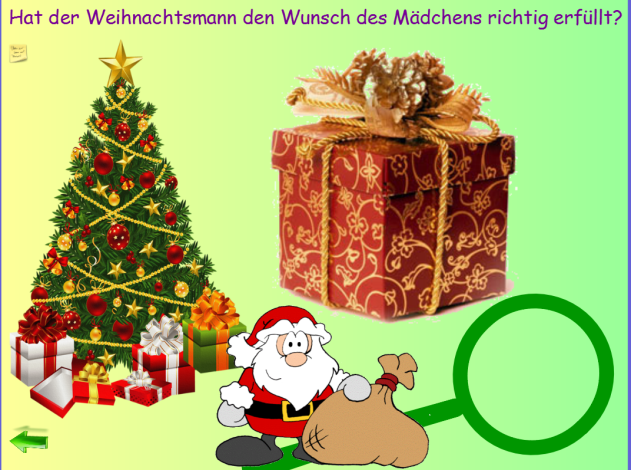 Hat der Weihnachtsmann den Wunsch des Mädchens richtig erfüllt?